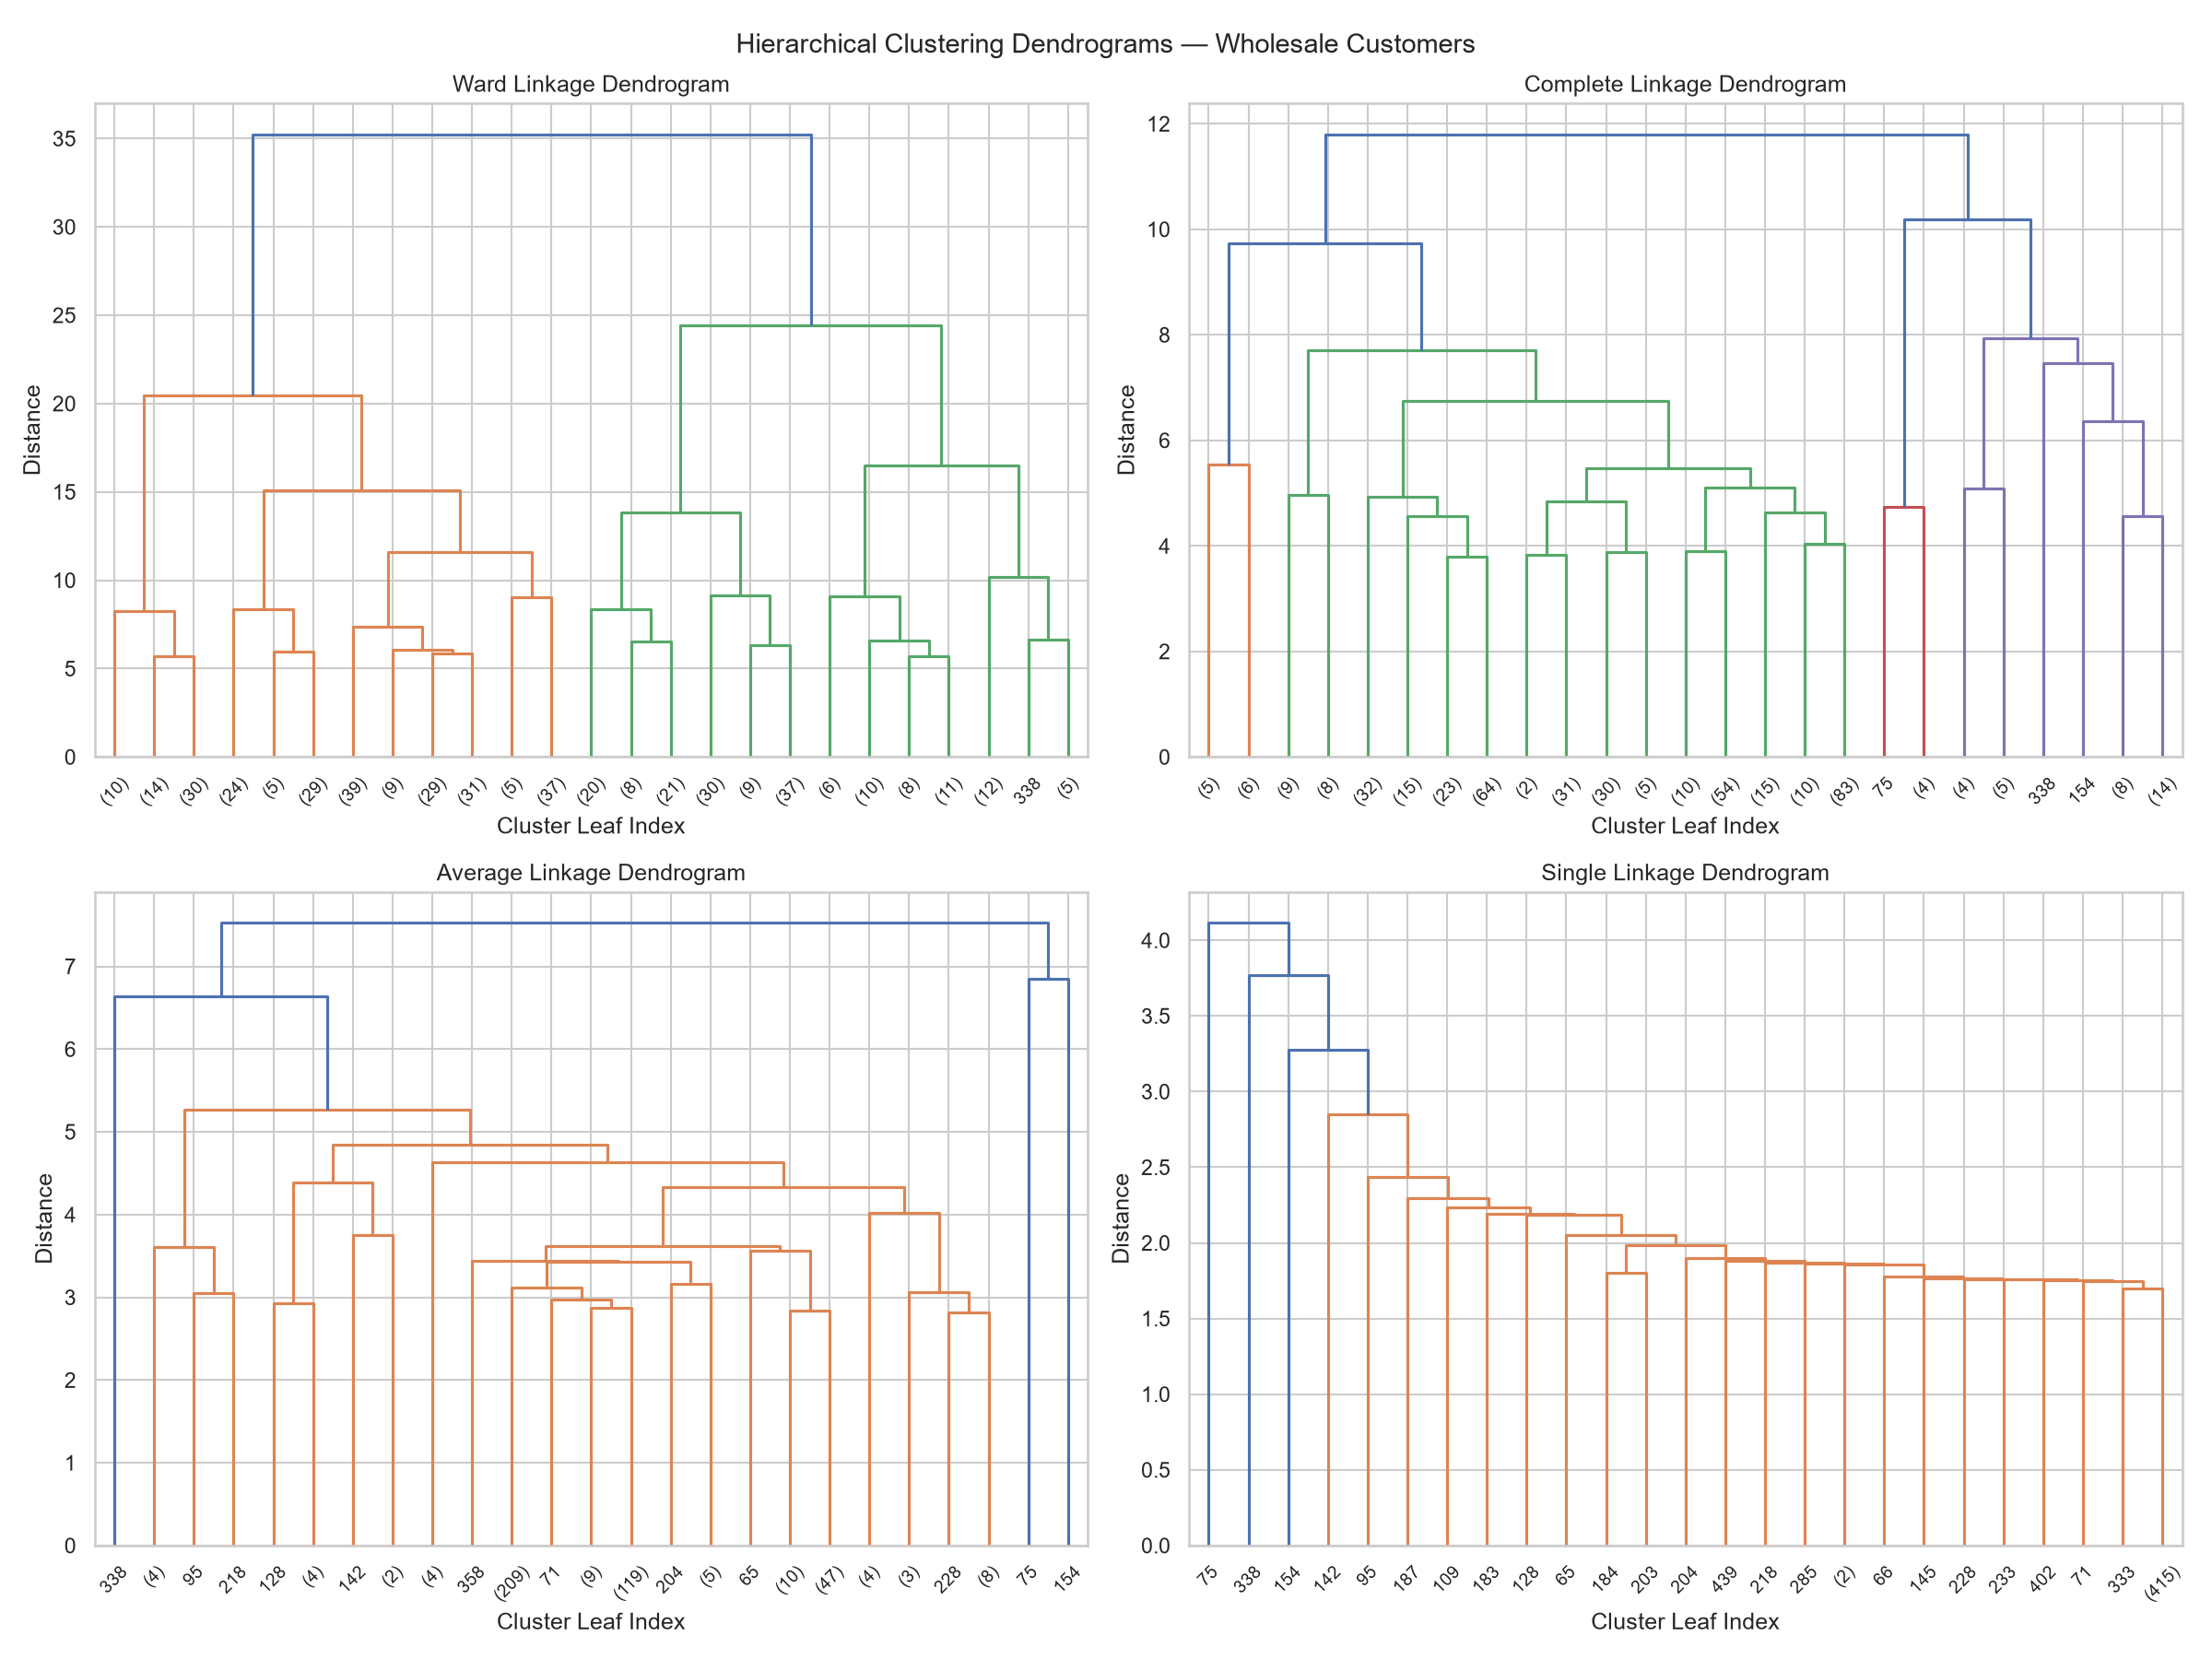 Hierarchical Clustering Dendrograms — Wholesale Customers
Ward Linkage Dendrogram
35
30
25
20
15
10
5
0
Distance
(10) (14) (30) (24) (5) (29) (39) (9) (29) (31) (5) (37) (20) (8) (21) (30) (9) (37) (6) (10) (8) (11) (12) 338 (5)
Cluster Leaf Index
Complete Linkage Dendrogram
12
10
8
6
4
2
0
Distance
(5) (6) (9) (8) (32) (15) (23) (64) (2) (31) (30) (5) (10) (54) (15) (10) (83) 75 (4) (4) (5) 338 154 (8) (14)
Cluster Leaf Index
Average Linkage Dendrogram
7
6
5
4
3
2
1
0
Distance
338 (4) 95 218 128 (4) 142 (2) (4) 358 (209) 71 (9) (119) 204 (5) 65 (10) (47) (4) (3) 228 (8) 75 154
Cluster Leaf Index
Single Linkage Dendrogram
4.0
3.5
3.0
2.5
2.0
1.5
1.0
0.5
0.0
Distance
75 338 154 142 95 187 109 183 128 65 184 203 204 439 218 285 (2) 66 145 228 233 402 71 333 (415)
Cluster Leaf Index